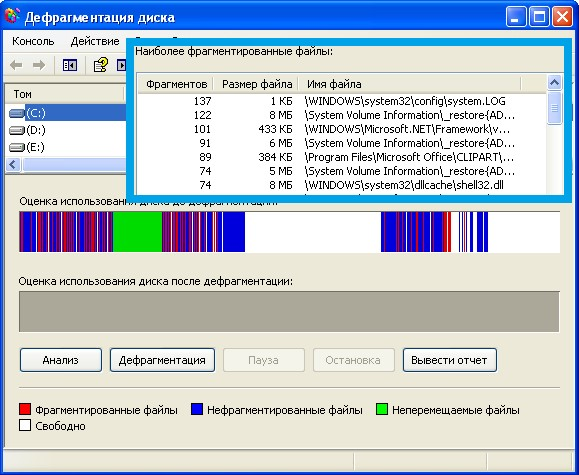 Дефрагментация диска
Консоль Действие
Наиболее фрагментированные файлы:
Фрагментов Размер файла Имя файла
137 1 КБ \WINDOWS\system32\config\system.LOG
122 8 МБ \System Volume Information\_restore{AD...
101 433 КБ \WINDOWS\Microsoft.NET\Framework\v...
91 6 МБ \System Volume Information\_restore{AD...
89 384 КБ \Program Files\Microsoft Office\CLIPART\...
74 5 МБ \System Volume Information\_restore{AD...
74 8 МБ \WINDOWS\system32\dllcache\shell32.dll
Том
(C:)
(D:)
(E:)
Оценка использования диска до дефрагментации:
Оценка использования диска после дефрагментации:
Анализ Дефрагментация Пауза Остановка Вывести отчет
Фрагментированные файлы Нефрагментированные файлы Неперемещаемые файлы
Свободно